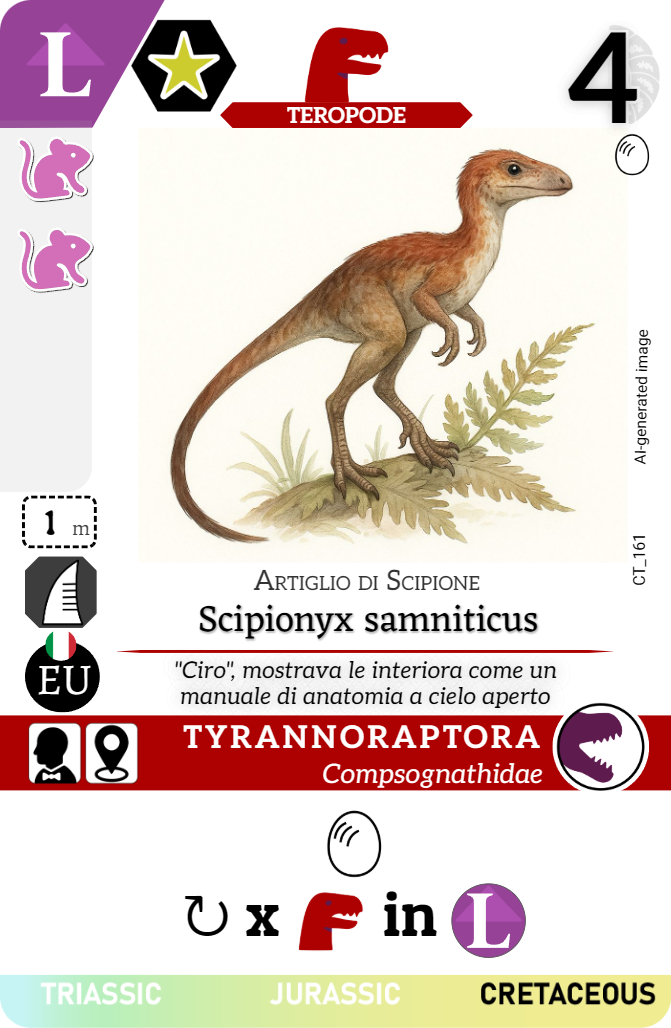 L
4
TEROPODE
AI-generated image
CT_161
1 m
EU
Artiglio di Scipione
Scipionyx samniticus
"Ciro", mostrava le interiora come un
manuale di anatomia a cielo aperto
TYRANNORAPTORA
Compsognathidae
↻ x in L
TRIASSIC JURASSIC CRETACEOUS